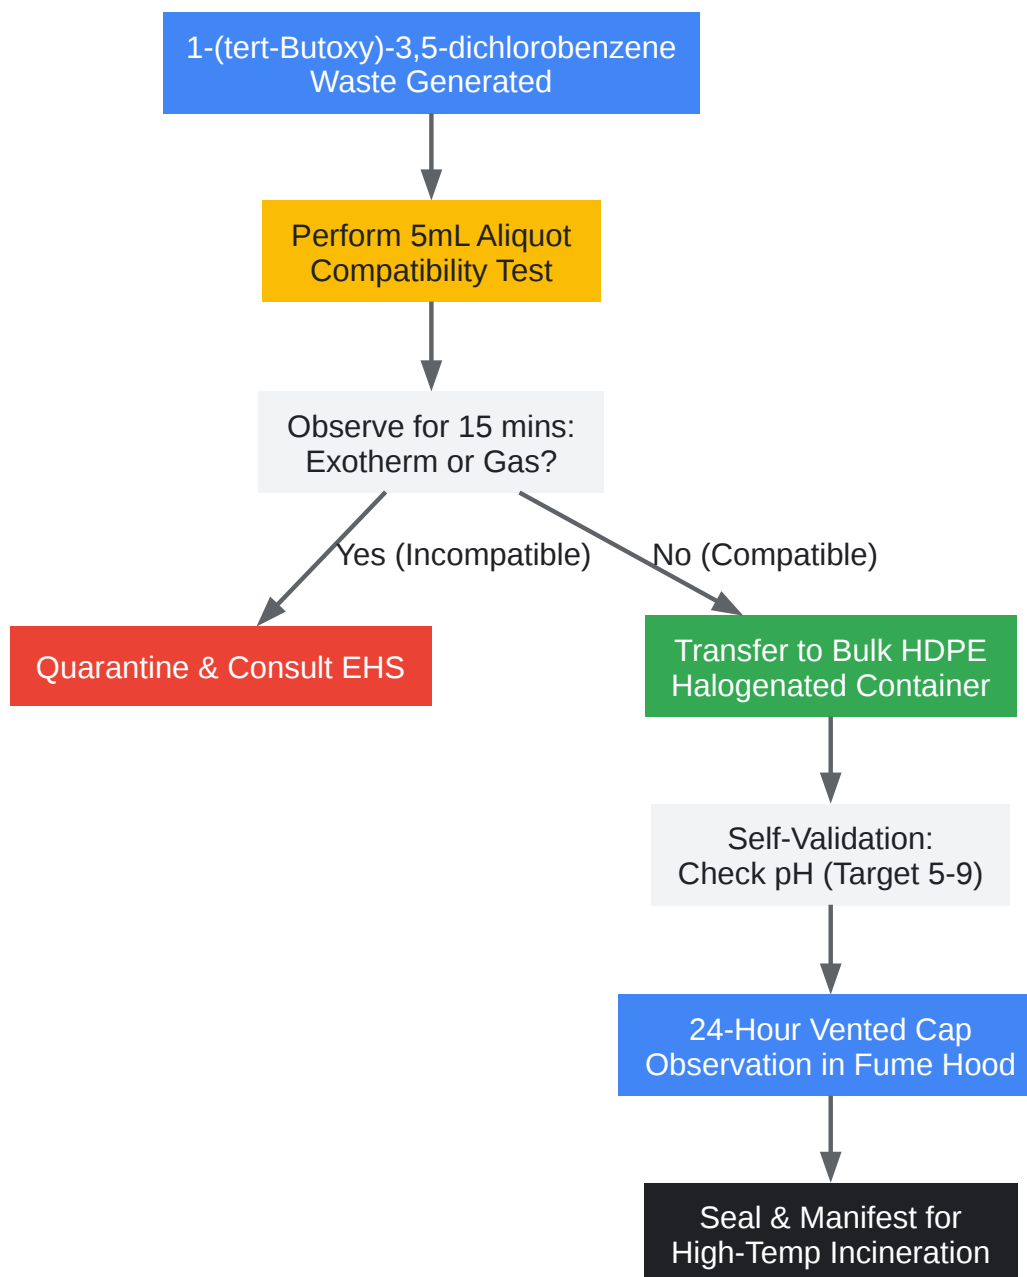 1-(tert-Butoxy)-3,5-dichlorobenzene
Waste Generated
Perform 5mL Aliquot
Compatibility Test
Observe for 15 mins:
Exotherm or Gas?
Yes (Incompatible)
No (Compatible)
Quarantine & Consult EHS
Transfer to Bulk HDPE
Halogenated Container
Self-Validation:
Check pH (Target 5-9)
24-Hour Vented Cap
Observation in Fume Hood
Seal & Manifest for
High-Temp Incineration